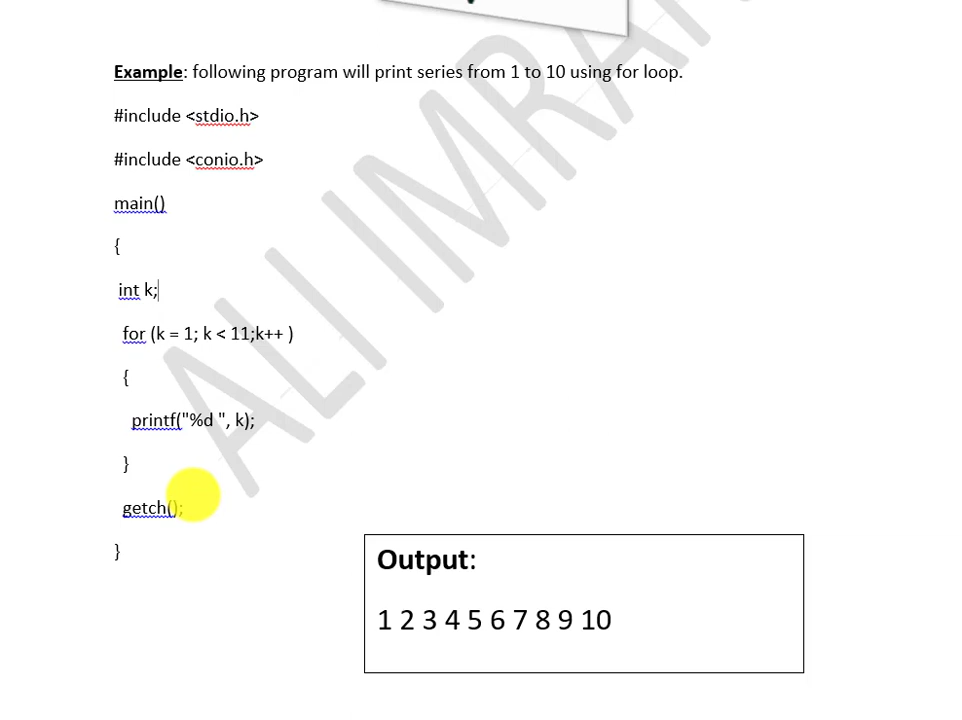 Example: following program will print series from 1 to 10 using for loop.
#include <stdio.h>
#include <conio.h>
main()
{
int k;
for (k = 1; k < 11;k++ )
{
printf("%d ", k);
}
getch();
}
Output:
1 2 3 4 5 6 7 8 9 10
ALI IMRAN